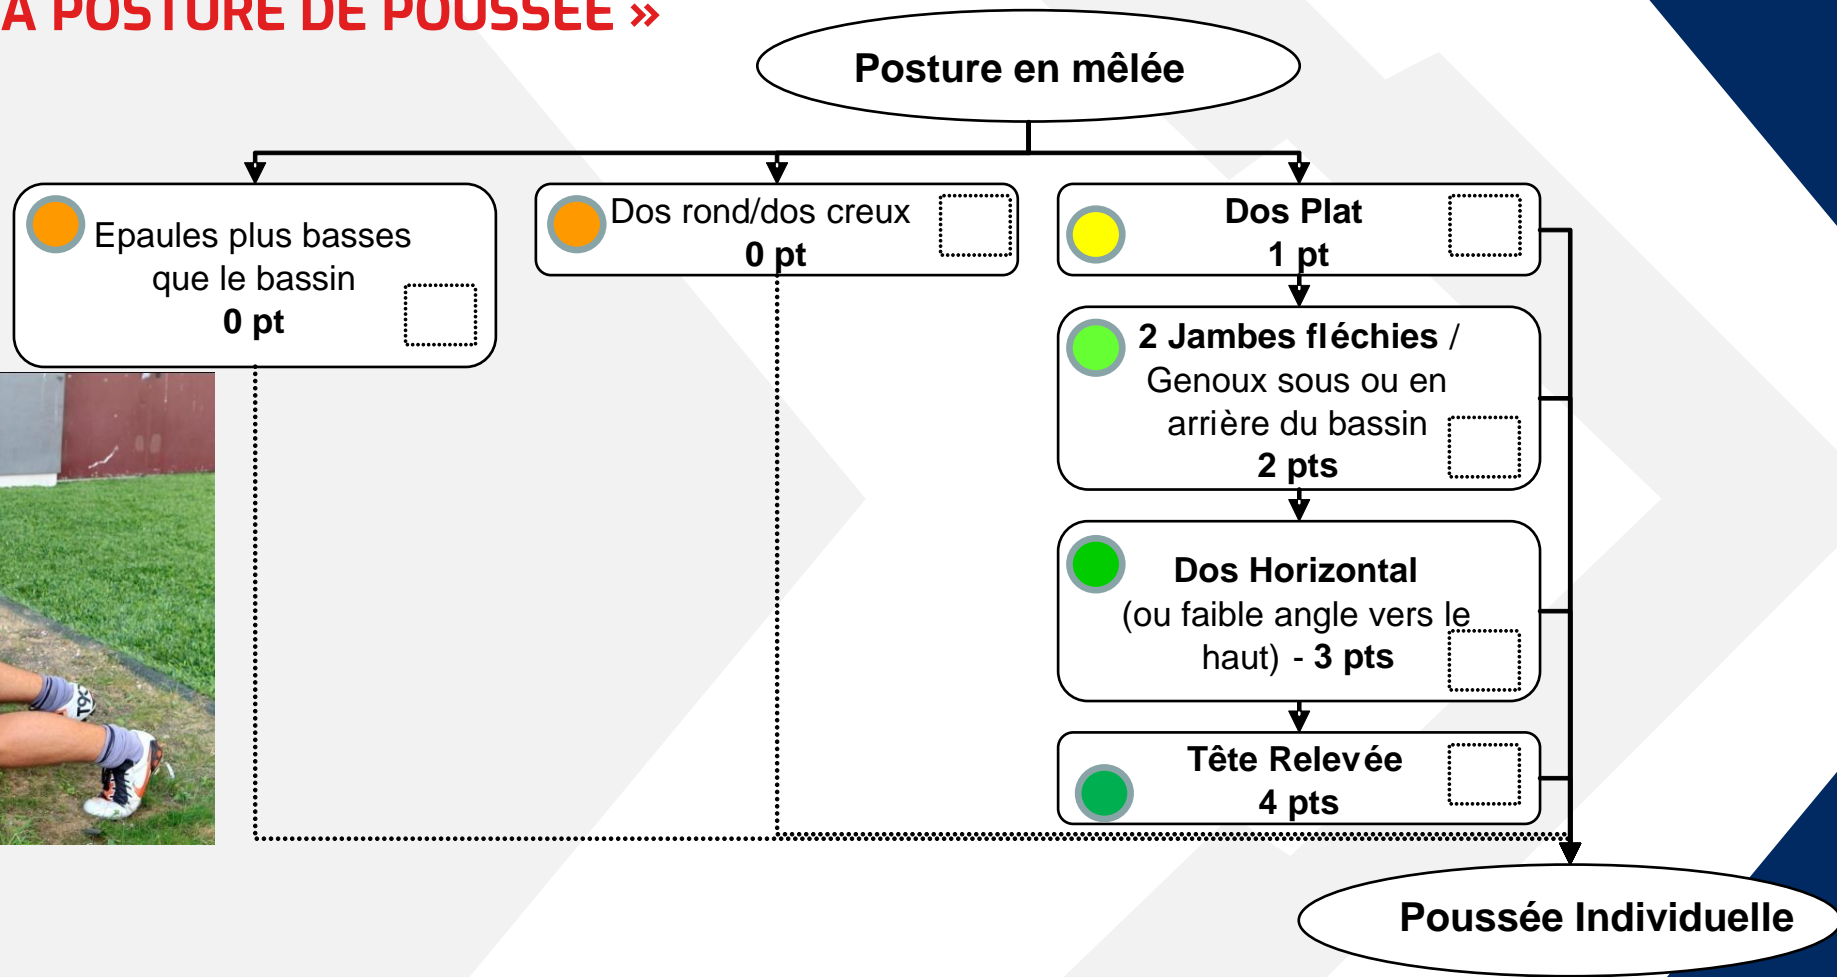 A POSTURE DE POUSSÉE »
Posture en mêlée
Epaules plus basses
que le bassin
0 pt
Dos rond/dos creux
0 pt
Dos Plat
1 pt
2 Jambes fléchies /
Genoux sous ou en
arrière du bassin
2 pts
Dos Horizontal
(ou faible angle vers le
haut) - 3 pts
Tête Relevée
4 pts
Poussée Individuelle